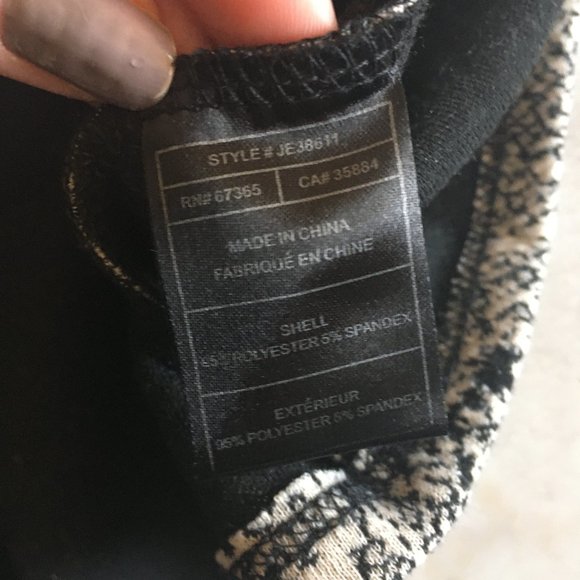 STYLE # JE38611
RN# 67365
CA# 35884
MADE IN CHINA
FABRIQUÉ EN CHINE
SHELL
95% POLYESTER 5% SPANDEX
EXTÉRIEUR
95% POLYESTER 5% SPANDEX